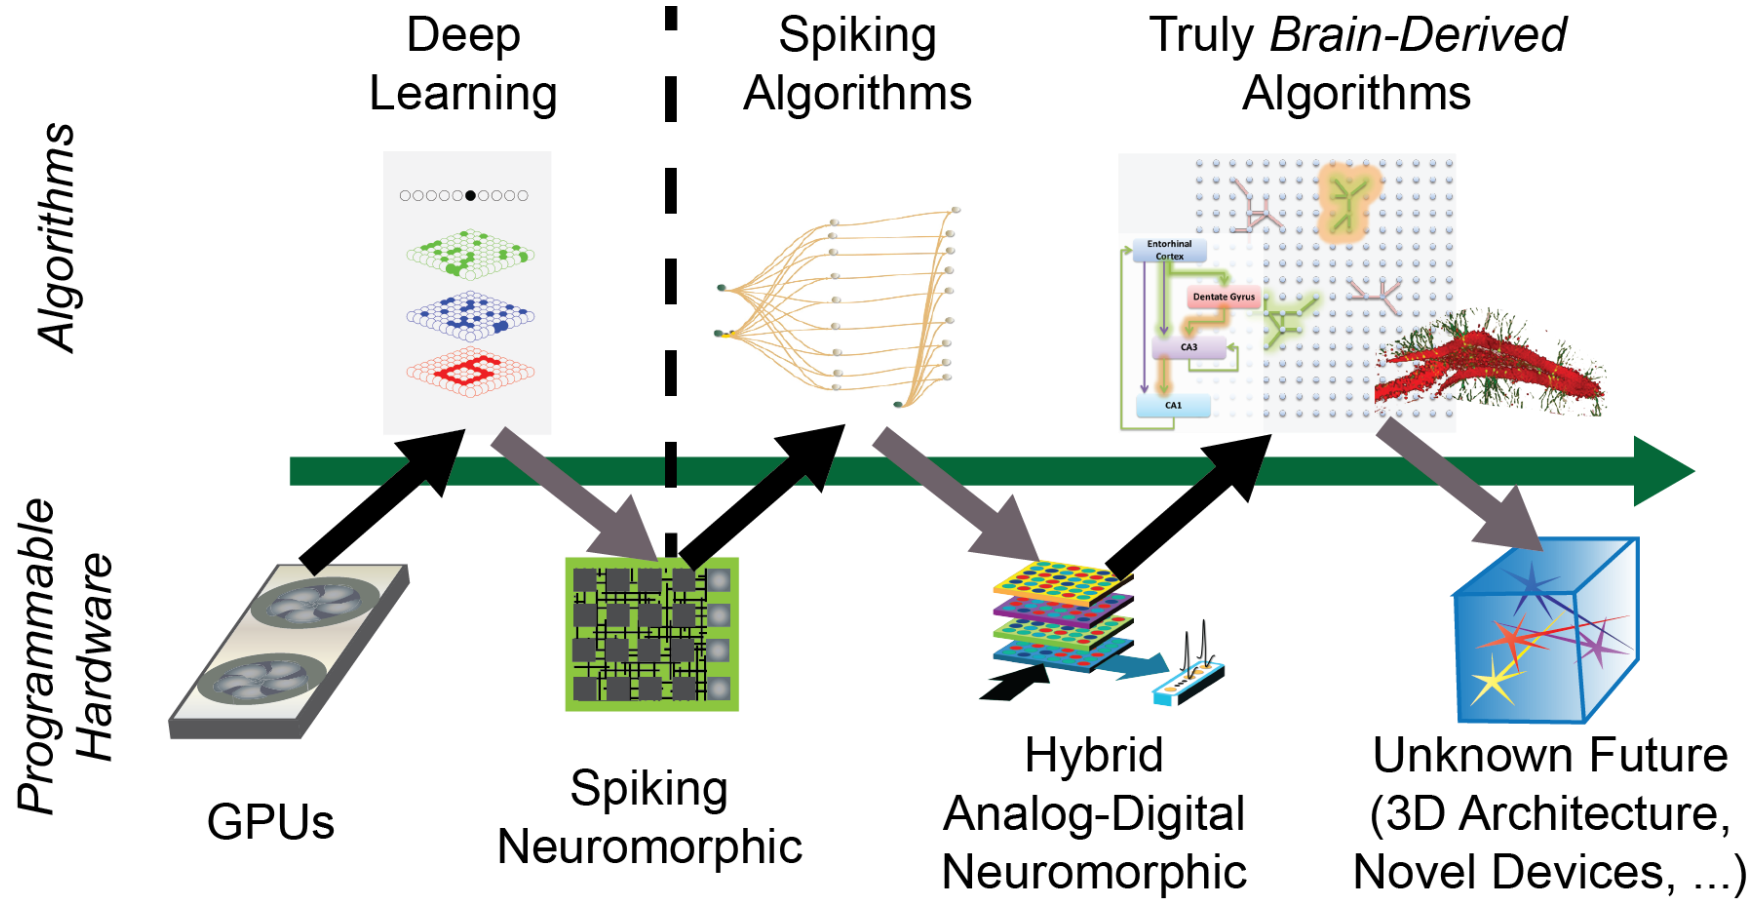 Deep
Learning
Spiking
Algorithms
Truly Brain-Derived
Algorithms
Algorithms
Entorhinal
Cortex
Dentate Gyrus
CA3
CA1
Programmable
Hardware
GPUs
Spiking
Neuromorphic
Hybrid
Analog-Digital
Neuromorphic
Unknown Future
(3D Architecture,
Novel Devices, ...)